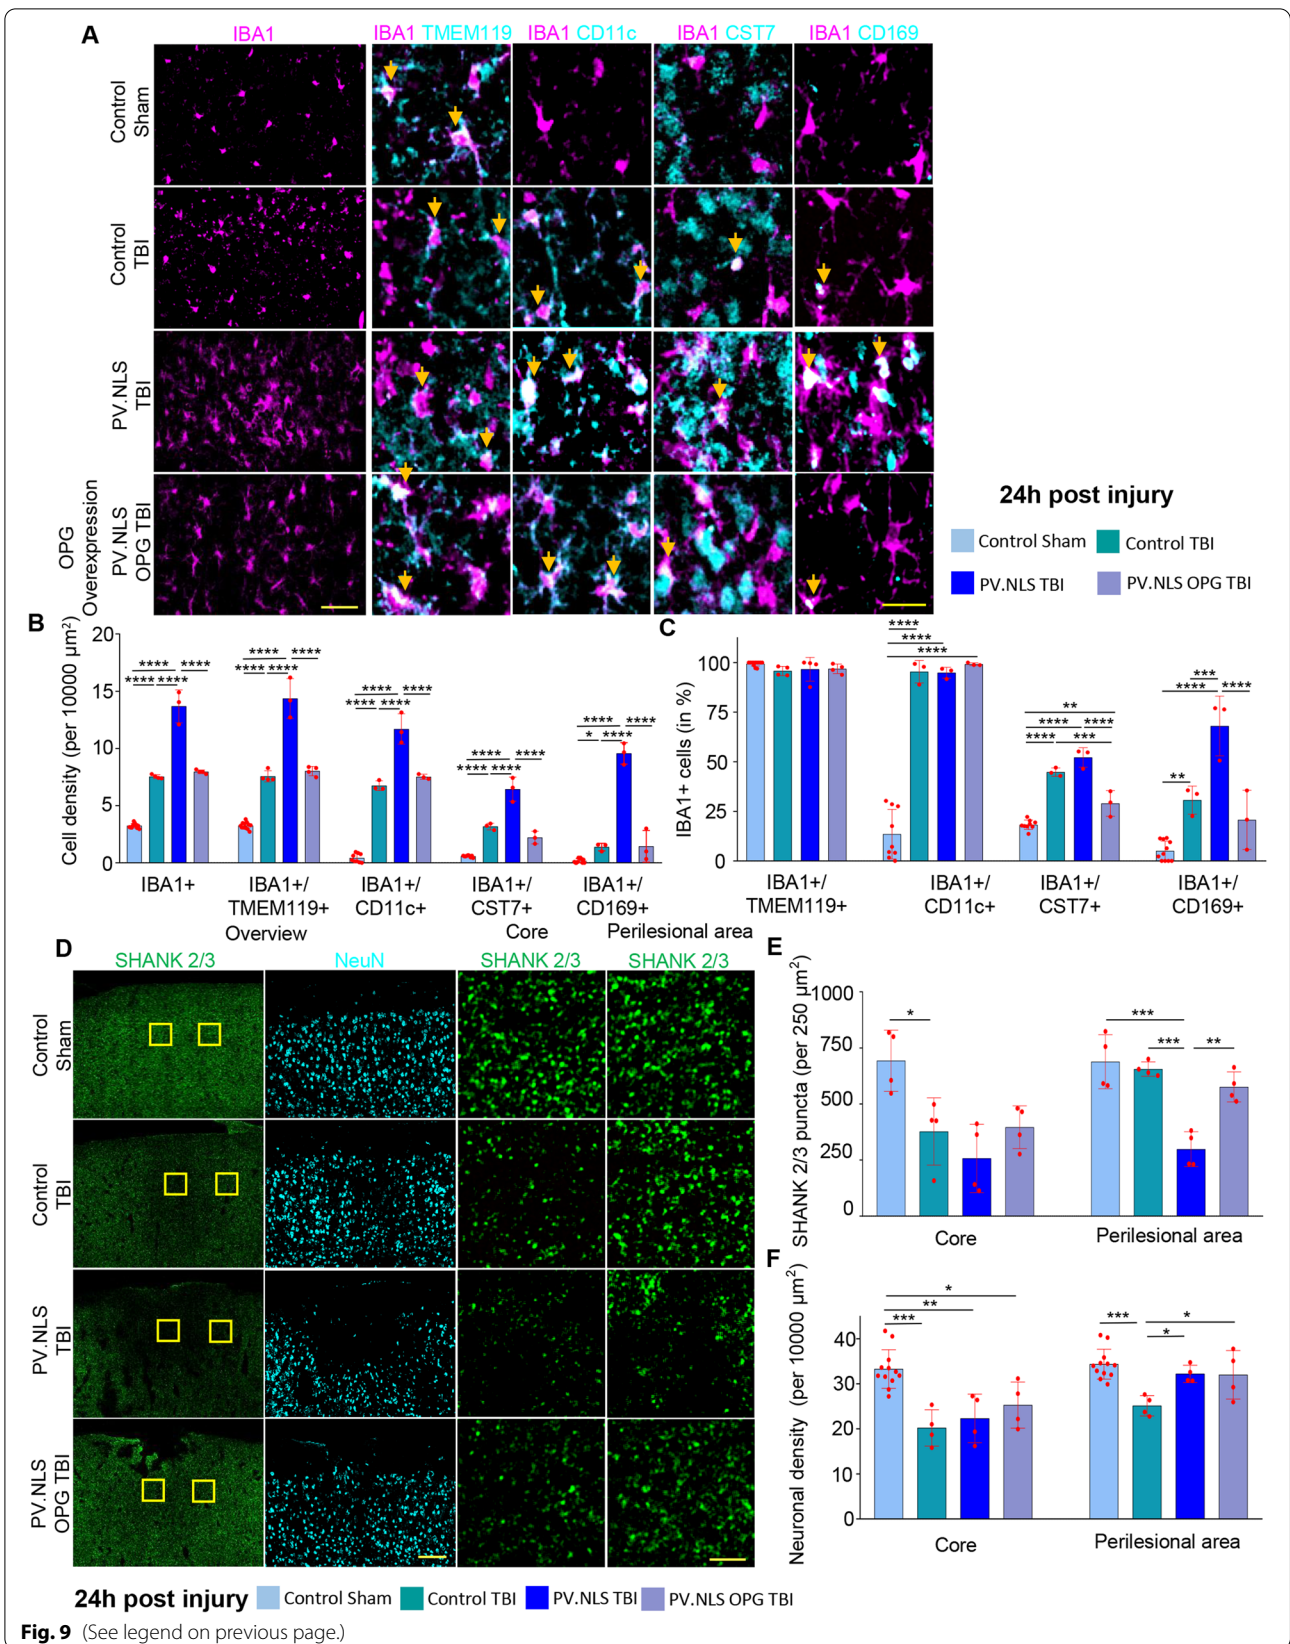 A
IBA1
IBA1 TMEM119
IBA1 CD11c
IBA1 CST7
IBA1 CD169
Control
Sham
Control
TBI
PV.NLS
TBI
OPG
Overexpression
PV.NLS
OPG TBI
24h post injury
Control Sham
Control TBI
PV.NLS TBI
PV.NLS OPG TBI
B
Cell density (per 10000 µm²)
20
15
10
5
0
**** **** **** ****
**** **** **** ****
**** **** **** ****
**** **** **** ****
**** * **** ****
IBA1+
IBA1+/
TMEM119+
IBA1+/
CD11c+
IBA1+/
CST7+
IBA1+/
CD169+
C
IBA1+ cells (in %)
100
75
50
25
0
****
****
****
**
**** ****
**** ***
***
**** ****
**
IBA1+/
TMEM119+
IBA1+/
CD11c+
IBA1+/
CST7+
IBA1+/
CD169+
D
Overview
Core
Perilesional area
SHANK 2/3
NeuN
SHANK 2/3
SHANK 2/3
Control
Sham
Control
TBI
PV.NLS
TBI
PV.NLS
OPG TBI
E
SHANK 2/3 puncta (per 250 µm²)
1000
750
500
250
0
*
***
*** **
Core
Perilesional area
F
Neuronal density (per 10000 µm²)
40
30
20
10
0
*
**
***
*** *
*
Core
Perilesional area
24h post injury
Control Sham
Control TBI
PV.NLS TBI
PV.NLS OPG TBI
Fig. 9 (See legend on previous page.)